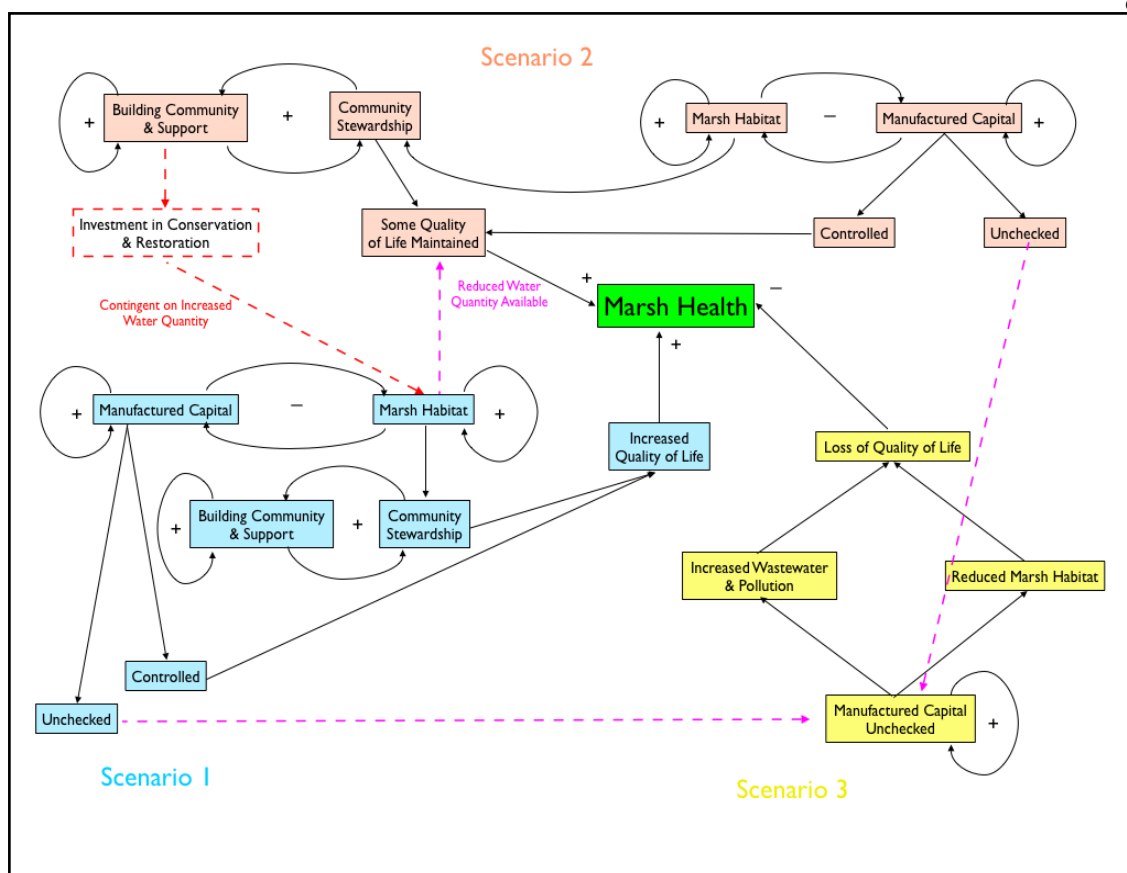 Scenario 2
Building Community
& Support
+
+
Community
Stewardship
+
Marsh Habitat
–
Manufactured Capital
+
Investment in Conservation
& Restoration
Some Quality
of Life Maintained
Controlled
Unchecked
Contingent on Increased
Water Quantity
Reduced Water
Quantity Available
+
–
Marsh Health
+
+
Manufactured Capital
–
Marsh Habitat
+
Increased
Quality of Life
Loss of Quality of Life
+
Building Community
& Support
+
Community
Stewardship
Increased Wastewater
& Pollution
Reduced Marsh Habitat
Controlled
Unchecked
Manufactured Capital
Unchecked
+
Scenario 1
Scenario 3